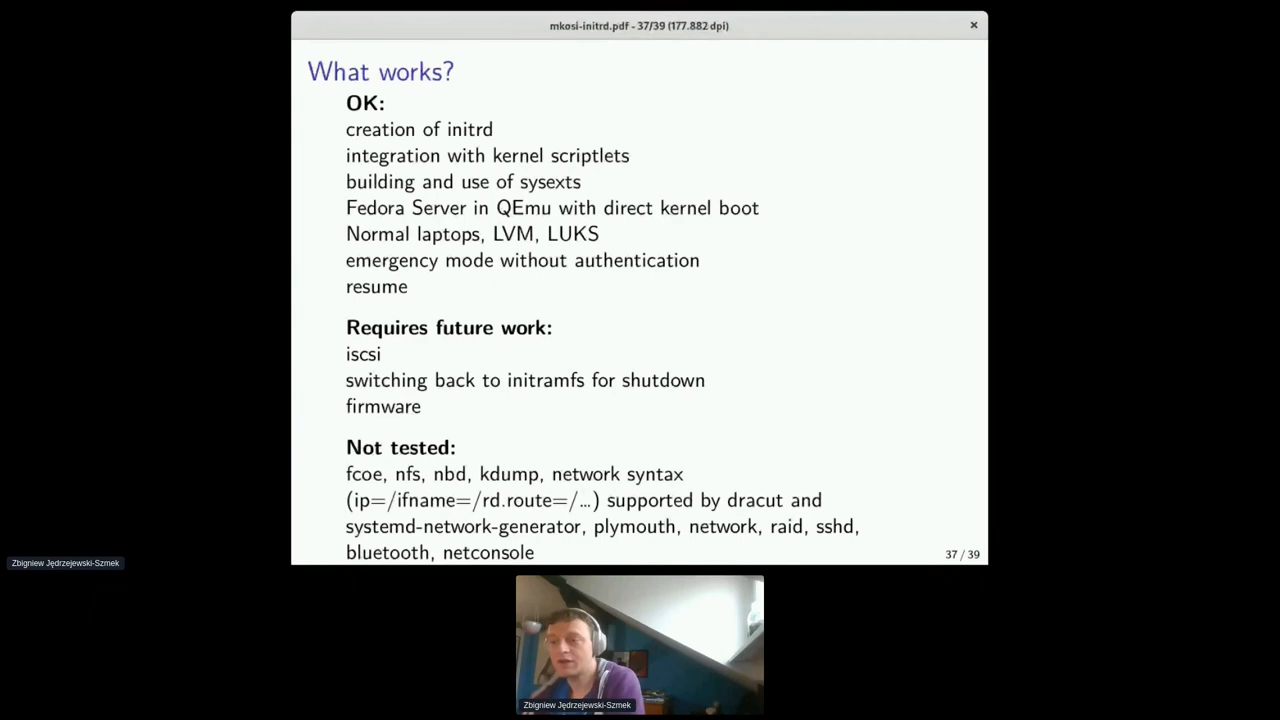 mkosi-initrd.pdf - 37/39 (177.882 dpi)
What works?
OK:
creation of initrd
integration with kernel scriptlets
building and use of sysexts
Fedora Server in QEmu with direct kernel boot
Normal laptops, LVM, LUKS
emergency mode without authentication
resume
Requires future work:
iscsi
switching back to initramfs for shutdown
firmware
Not tested:
fcoe, nfs, nbd, kdump, network syntax
(ip=/ifname=/rd.route=/…) supported by dracut and
systemd-network-generator, plymouth, network, raid, sshd,
bluetooth, netconsole
37 / 39
Zbigniew Jędrzejewski-Szmek
Zbigniew Jędrzejewski-Szmek